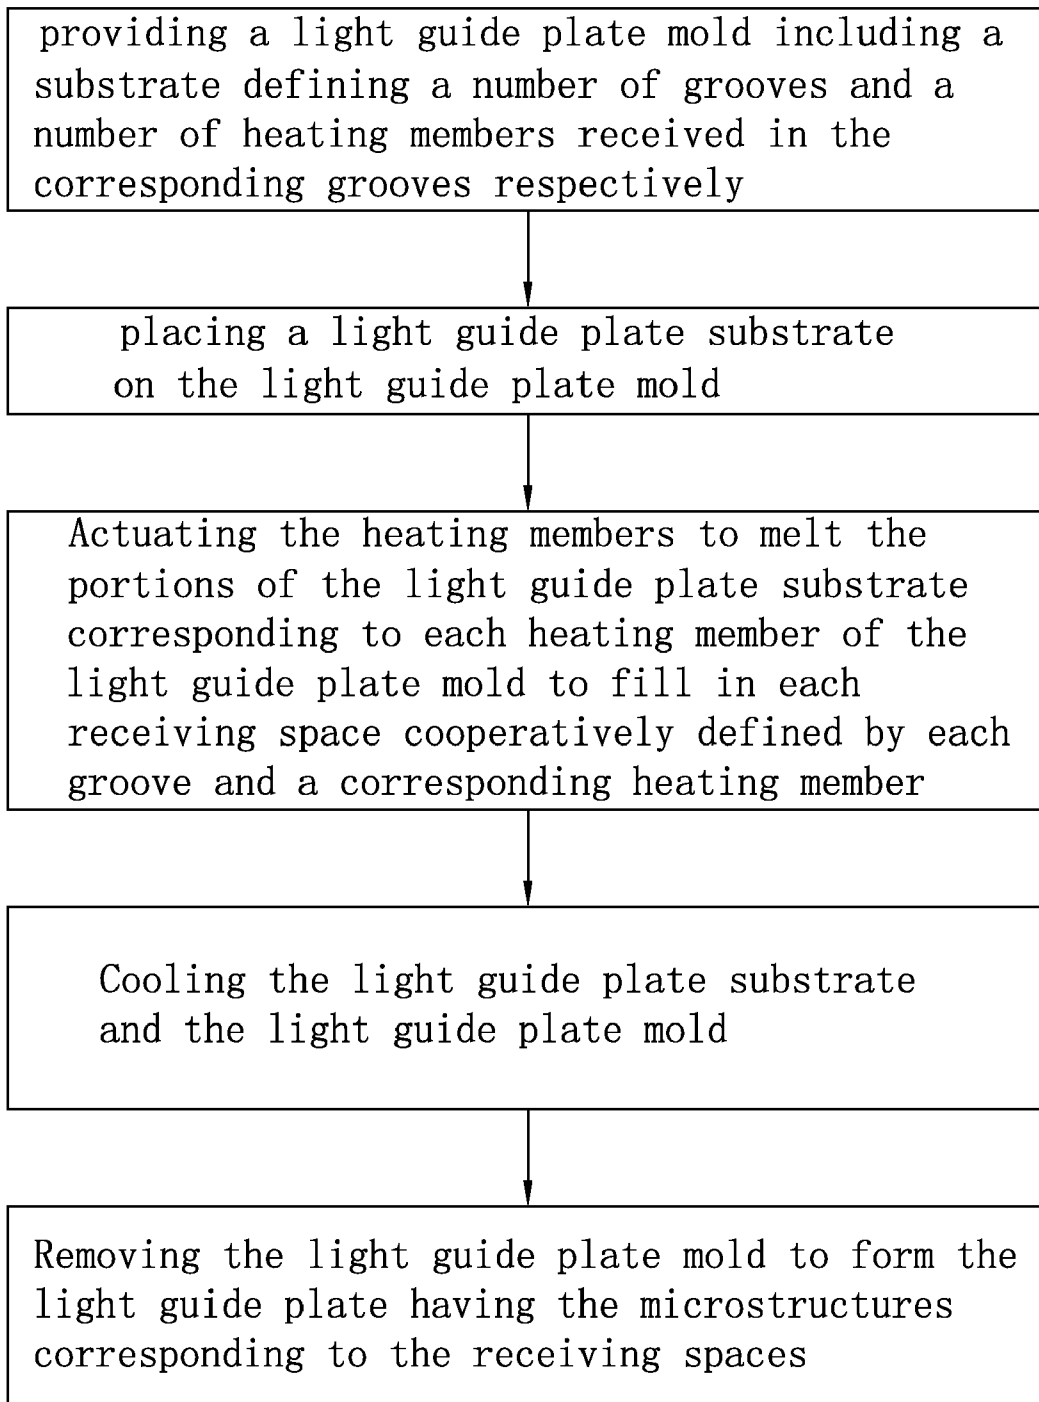 providing a light guide plate mold including a
substrate defining a number of grooves and a
number of heating members received in the
corresponding grooves respectively
placing a light guide plate substrate
on the light guide plate mold
Actuating the heating members to melt the
portions of the light guide plate substrate
corresponding to each heating member of the
light guide plate mold to fill in each
receiving space cooperatively defined by each
groove and a corresponding heating member
Cooling the light guide plate substrate
and the light guide plate mold
Removing the light guide plate mold to form the
light guide plate having the microstructures
corresponding to the receiving spaces